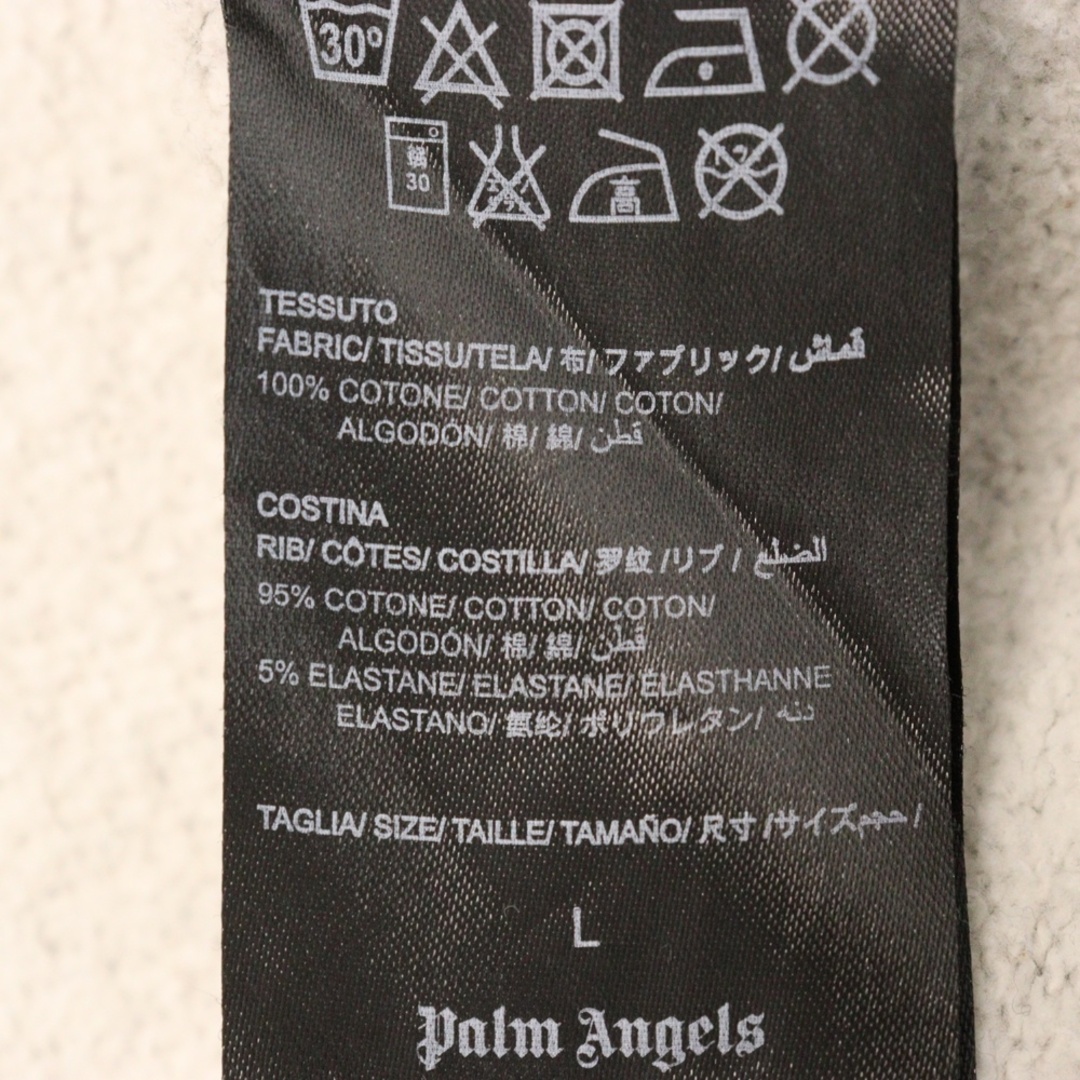 30°
30
高
TESSUTO
FABRIC/ TISSU/TELA/ 布/ ファブリック/ قماش
100% COTONE/ COTTON/ COTON/
ALGODÓN/ 棉/ 綿/ قطن
COSTINA
RIB/ CÔTES/ COSTILLA/ 罗纹 /リブ / الضلع
95% COTONE/ COTTON/ COTON/
ALGODÓN/ 棉/ 綿/ قطن
5% ELASTANE/ ELASTANE/ ÉLASTHANNE
ELASTANO/ 氨纶/ ポリウレタン/
TAGLIA/ SIZE/ TAILLE/ TAMAÑO/ 尺寸 /サイズ/حجم /
L
Palm Angels